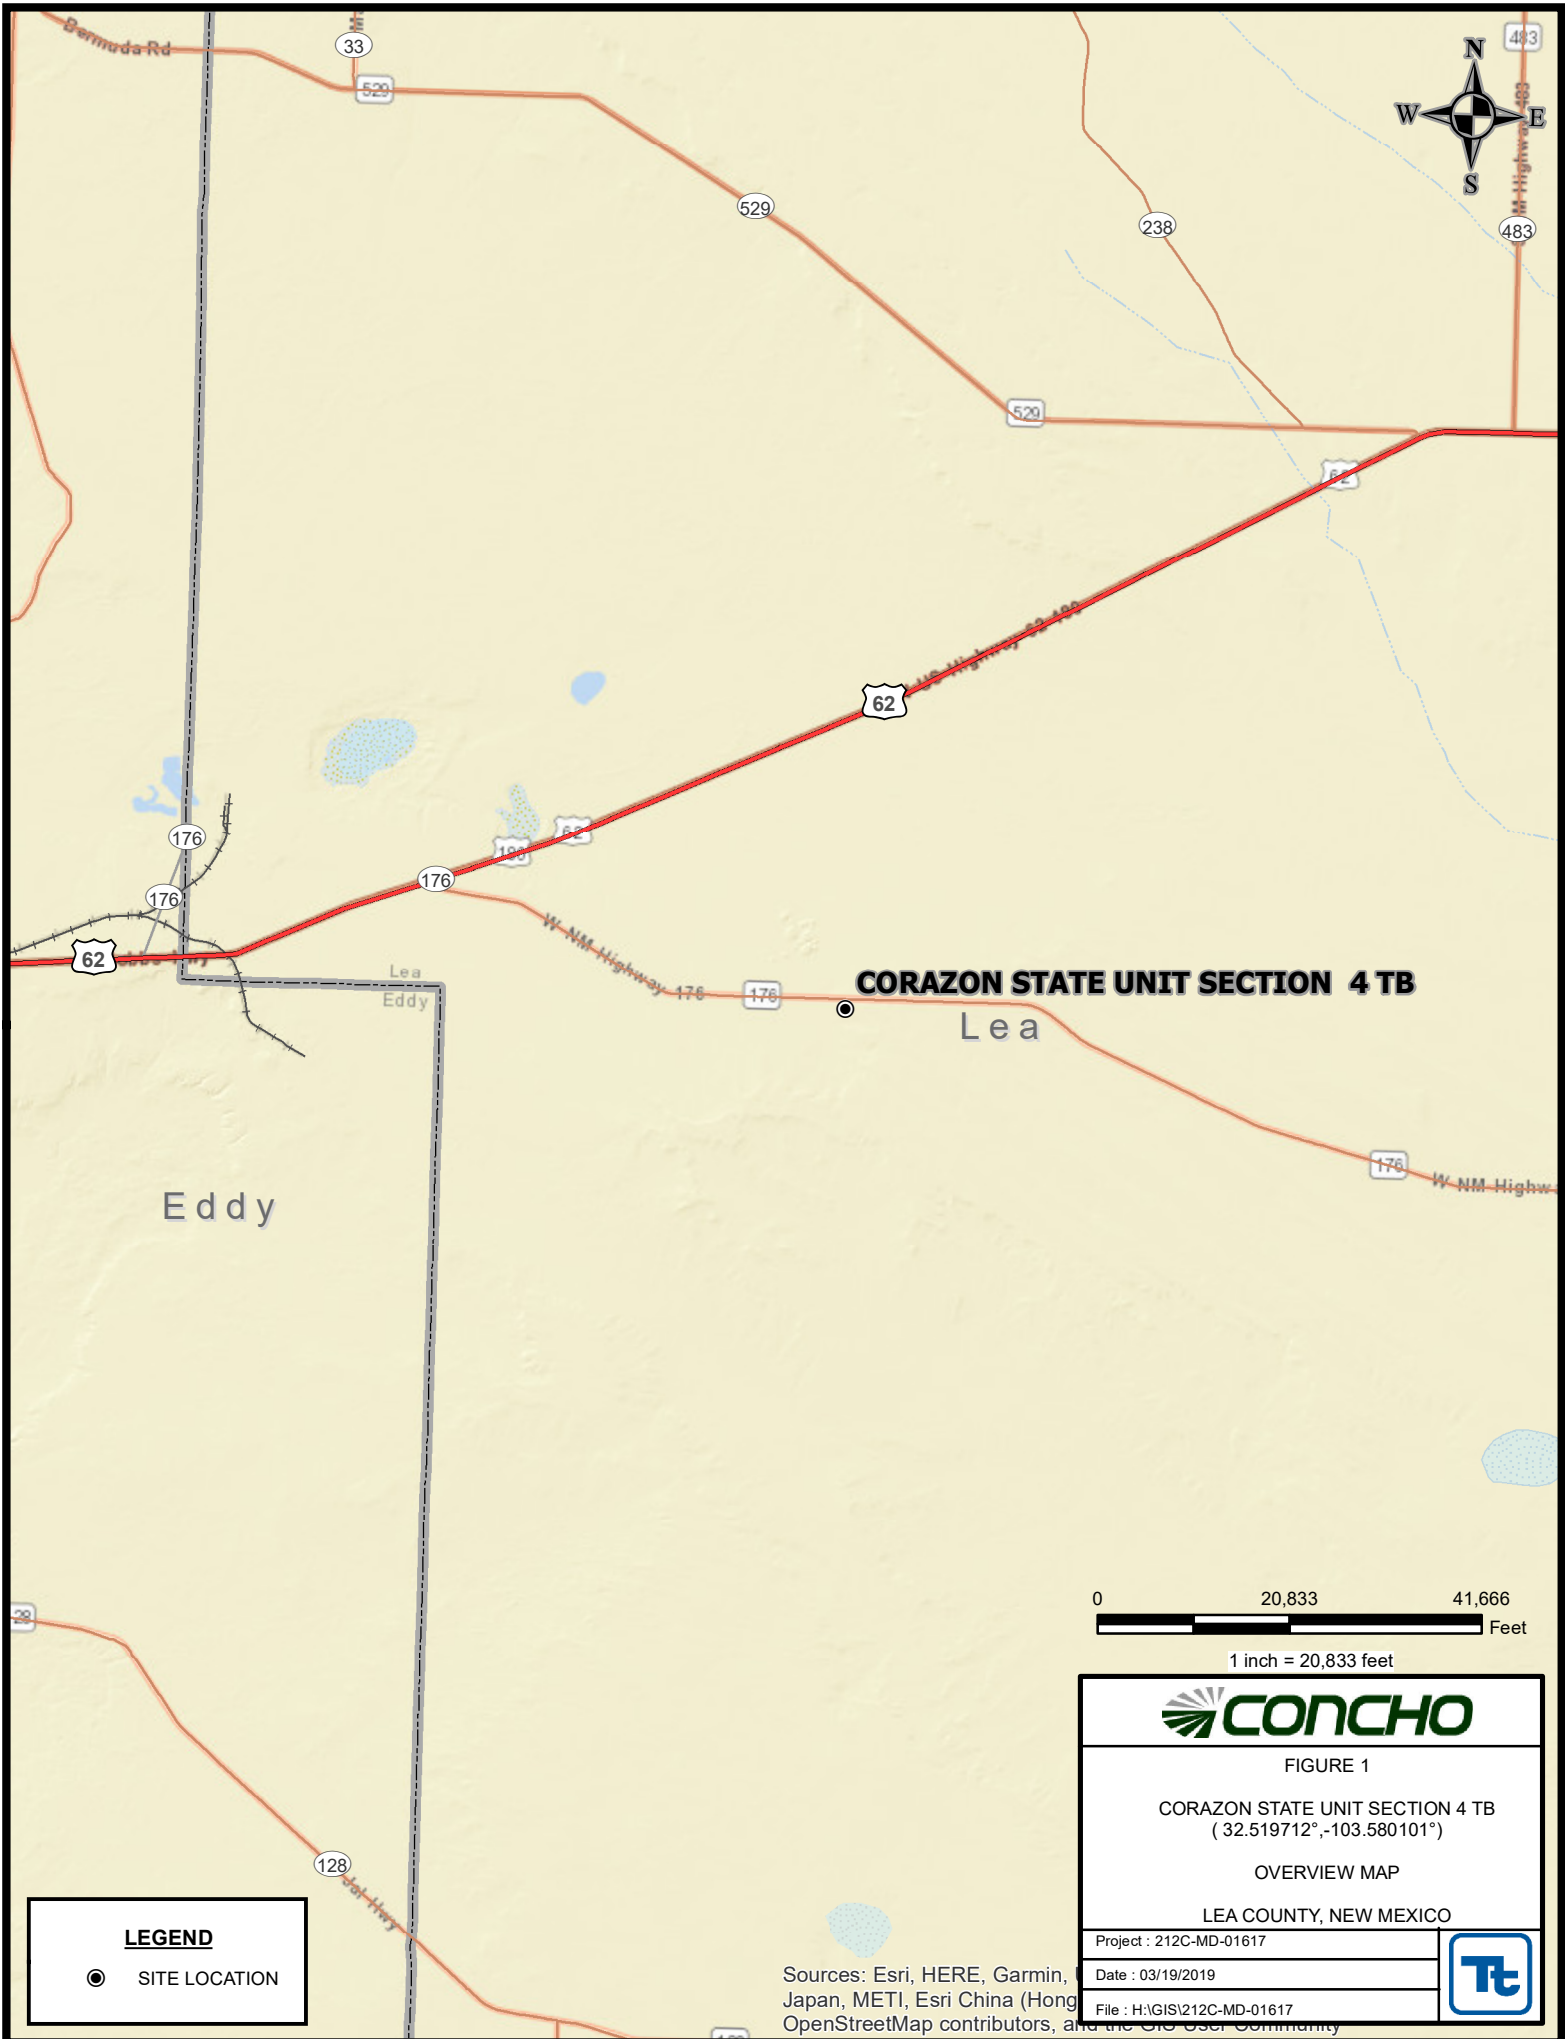 Bermuda Rd
33
529
483
N
W
E
S
529
238
483
529
62
62
176
62
180
176
176
62
W NM Highway 176
176
Lea
Eddy
CORAZON STATE UNIT SECTION 4 TB
Lea
176
Eddy
W NM Highw
0 20,833 41,666
Feet
1 inch = 20,833 feet
CONCHO
FIGURE 1
CORAZON STATE UNIT SECTION 4 TB
( 32.519712°,-103.580101°)
OVERVIEW MAP
LEA COUNTY, NEW MEXICO
Project : 212C-MD-01617
Date : 03/19/2019
File : H:\GIS\212C-MD-01617
Tt
28
128
Jal Hwy
LEGEND
SITE LOCATION
Sources: Esri, HERE, Garmin,
Japan, METI, Esri China (Hong
OpenStreetMap contributors, and the GIS User Community